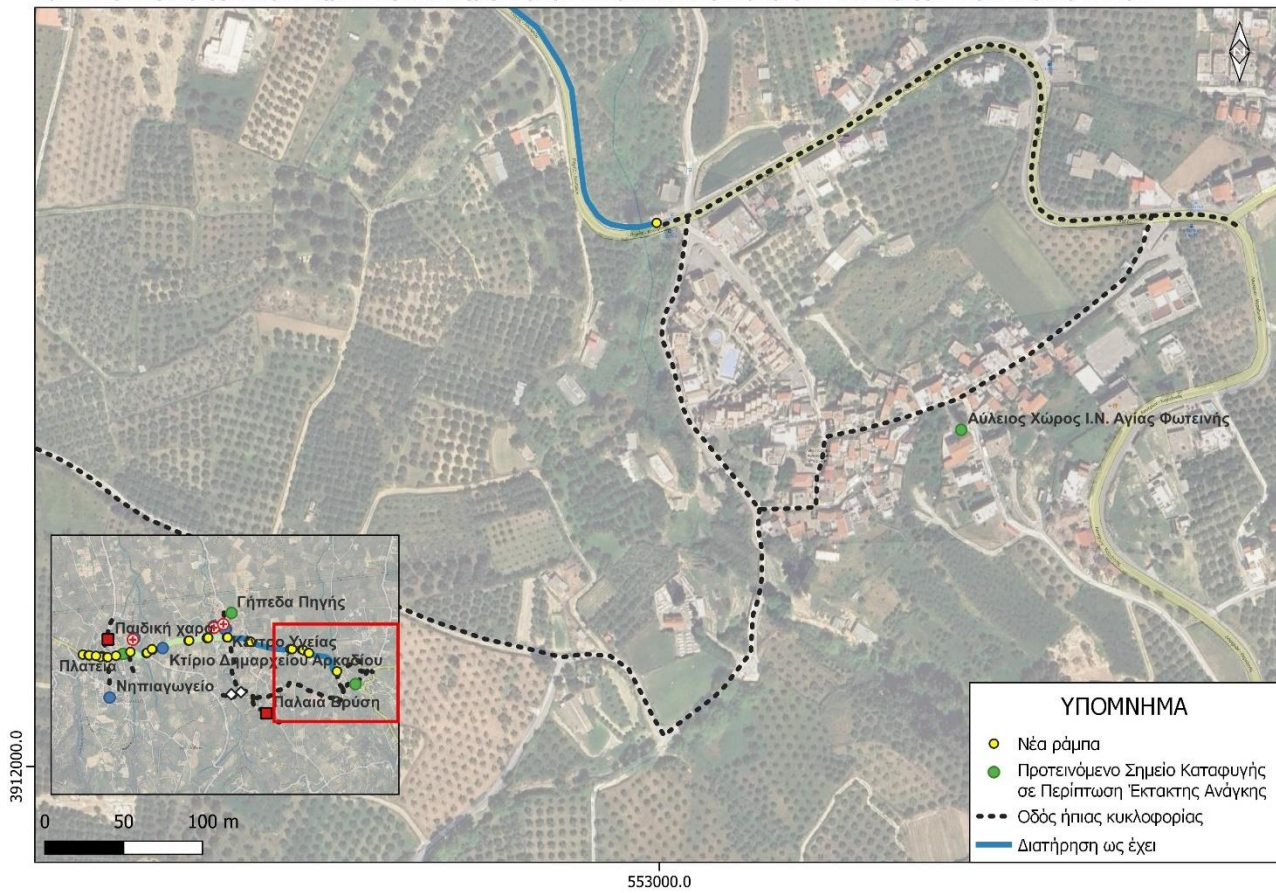 N
Αύλειος Χώρος Ι.Ν. Αγίας Φωτεινής
Γήπεδα Πηγής
Παιδική χαρά
Κέντρο Υγείας
Πλατεία
Κτίριο Δημαρχείου Αρκαδίου
Νηπιαγωγείο
Παλαιά Βρύση
ΥΠΟΜΝΗΜΑ
Νέα ράμπα
Προτεινόμενο Σημείο Καταφυγής
σε Περίπτωση Έκτακτης Ανάγκης
Οδός ήπιας κυκλοφορίας
Διατήρηση ως έχει
0 50 100 m
3912000.0
553000.0